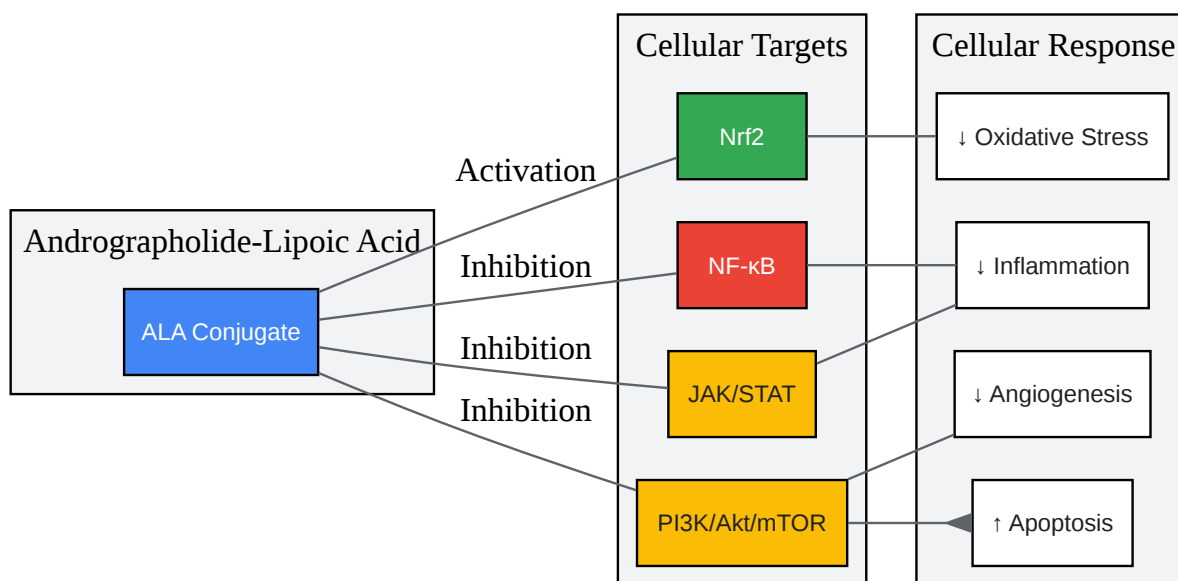 Cellular Targets
Cellular Response
Nrf2
↓ Oxidative Stress
Activation
Andrographolide-Lipoic Acid
Inhibition
NF-κB
↓ Inflammation
ALA Conjugate
Inhibition
JAK/STAT
↓ Angiogenesis
Inhibition
PI3K/Akt/mTOR
↑ Apoptosis